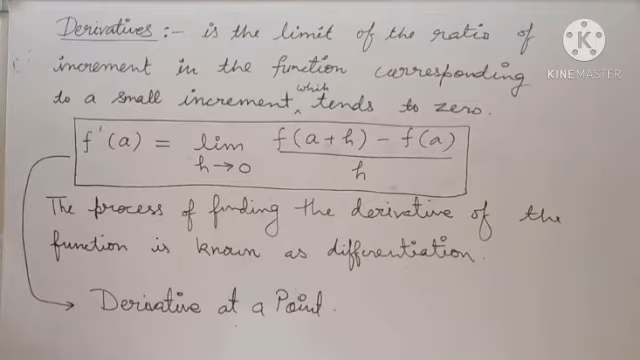 Derivatives :- is the limit of the ratio of
increment in the function corresponding
to a small increment which tends to zero.
f'(a) = lim h→0 f(a+h) - f(a) / h
The process of finding the derivative of the
function is known as differentiation.
Derivative at a Point.
K
KINEMASTER